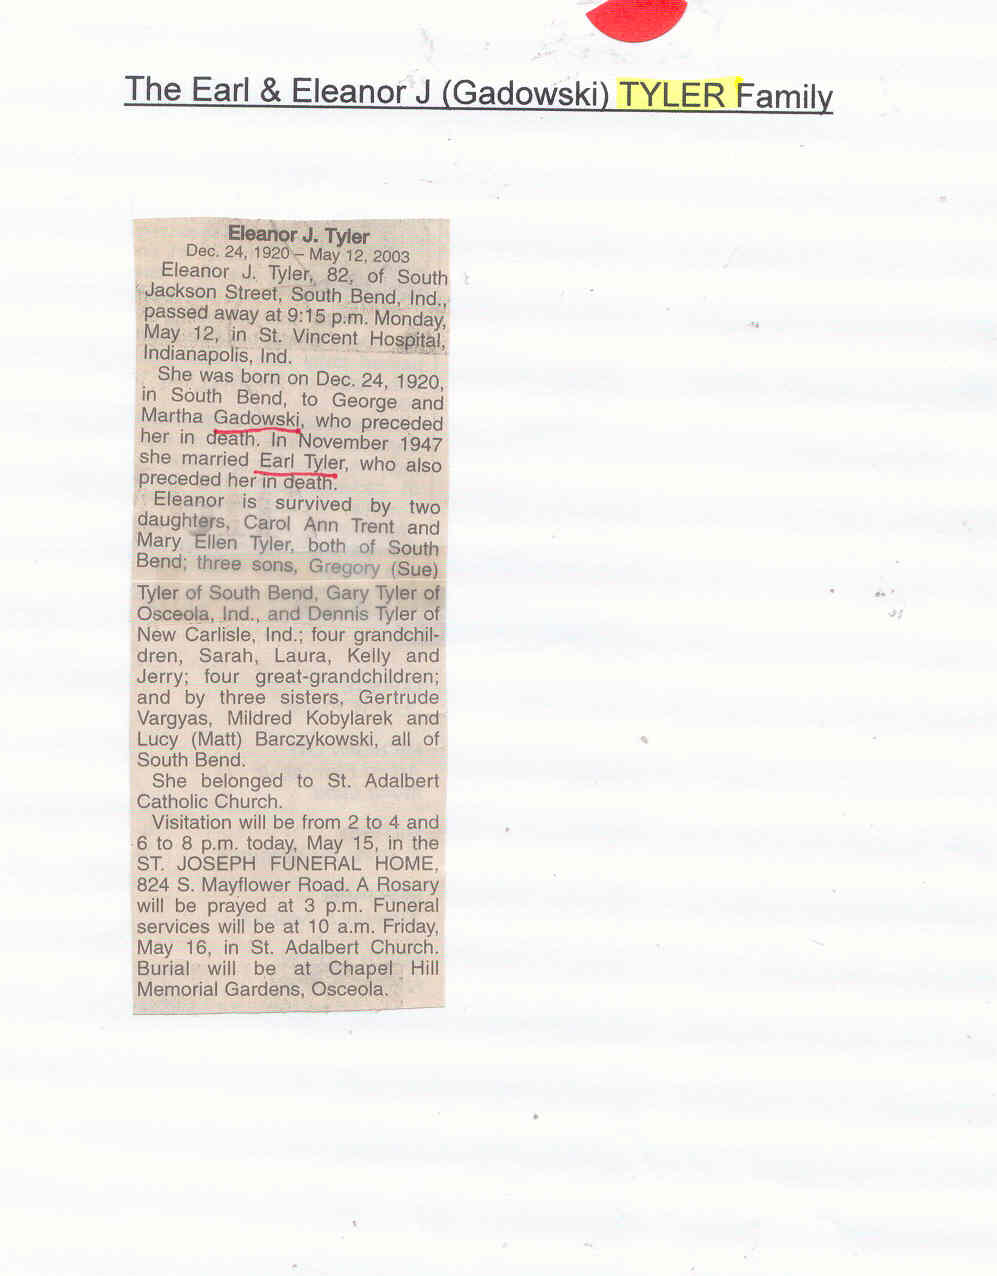 The Earl & Eleanor J (Gadowski) TYLER Family
Eleanor J. Tyler
Dec. 24, 1920 – May 12, 2003
Eleanor J. Tyler, 82, of South
Jackson Street, South Bend, Ind.,
passed away at 9:15 p.m. Monday,
May 12, in St. Vincent Hospital,
Indianapolis, Ind.
She was born on Dec. 24, 1920,
in South Bend, to George and
Martha Gadowski, who preceded
her in death. In November 1947
she married Earl Tyler, who also
preceded her in death.
Eleanor is survived by two
daughters, Carol Ann Trent and
Mary Ellen Tyler, both of South
Bend; three sons, Gregory (Sue)
Tyler of South Bend, Gary Tyler of
Osceola, Ind., and Dennis Tyler of
New Carlisle, Ind.; four grandchil-
dren, Sarah, Laura, Kelly and
Jerry; four great-grandchildren;
and by three sisters, Gertrude
Vargyas, Mildred Kobylarek and
Lucy (Matt) Barczykowski, all of
South Bend.
She belonged to St. Adalbert
Catholic Church.
Visitation will be from 2 to 4 and
6 to 8 p.m. today, May 15, in the
ST. JOSEPH FUNERAL HOME,
824 S. Mayflower Road. A Rosary
will be prayed at 3 p.m. Funeral
services will be at 10 a.m. Friday,
May 16, in St. Adalbert Church.
Burial will be at Chapel Hill
Memorial Gardens, Osceola.